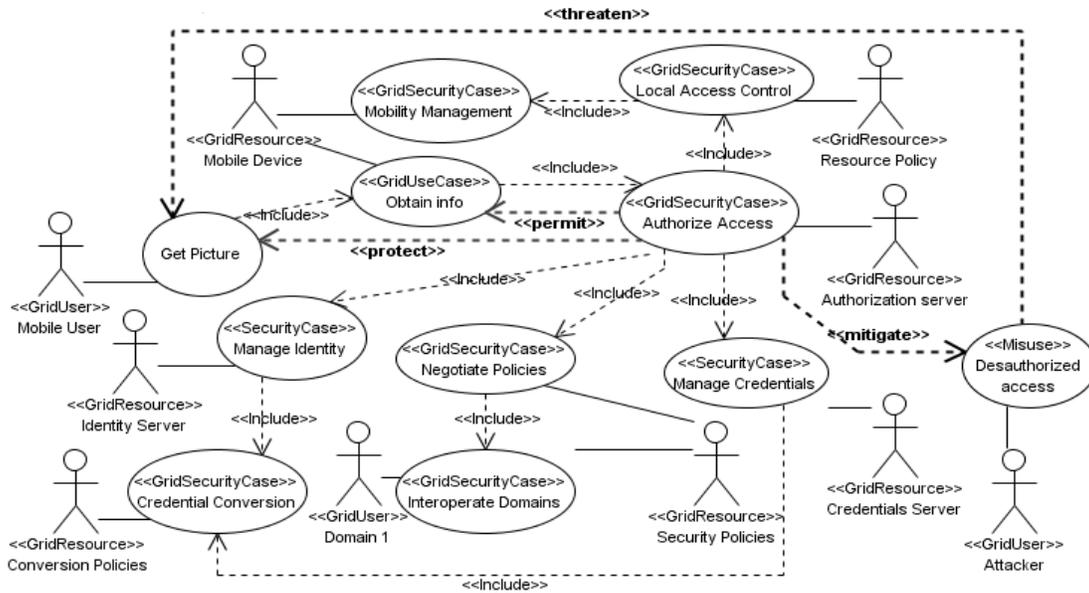 <<threaten>>
<<GridSecurityCase>>
Mobility Management
<<GridSecurityCase>>
Local Access Control
<<Include>>
<<GridResource>>
Mobile Device
<<GridResource>>
Resource Policy
<<Include>>
<<Include>>
<<GridUseCase>>
Obtain info
<<GridSecurityCase>>
Authorize Access
<<Include>>
<<permit>>
Get Picture
<<protect>>
<<Include>>
<<Include>>
<<Include>>
<<GridResource>>
Authorization server
<<GridUser>>
Mobile User
<<SecurityCase>>
Manage Identity
<<mitigate>>
<<GridSecurityCase>>
Negotiate Policies
<<SecurityCase>>
Manage Credentials
<<Misuse>>
Desauthorized
access
<<GridResource>>
Identity Server
<<Include>>
<<Include>>
<<GridSecurityCase>>
Credential Conversion
<<GridSecurityCase>>
Interoperate Domains
<<GridResource>>
Credentials Server
<<GridUser>>
Domain 1
<<GridResource>>
Security Policies
<<GridResource>>
Conversion Policies
<<GridUser>>
Attacker
<<Include>>